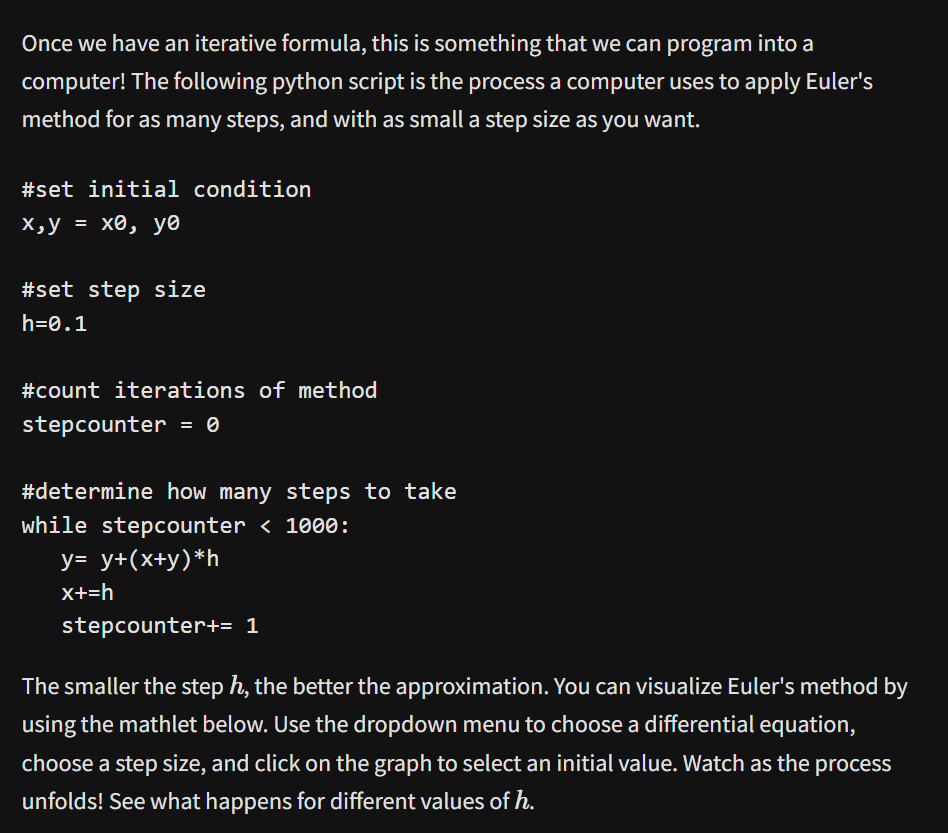 Once we have an iterative formula, this is something that we can program into a
computer! The following python script is the process a computer uses to apply Euler's
method for as many steps, and with as small a step size as you want.
#set initial condition
x,y = x0, y0
#set step size
h=0.1
#count iterations of method
stepcounter = 0
#determine how many steps to take
while stepcounter < 1000:
   y= y+(x+y)*h
   x+=h
   stepcounter+= 1
The smaller the step h, the better the approximation. You can visualize Euler's method by
using the mathlet below. Use the dropdown menu to choose a differential equation,
choose a step size, and click on the graph to select an initial value. Watch as the process
unfolds! See what happens for different values of h.